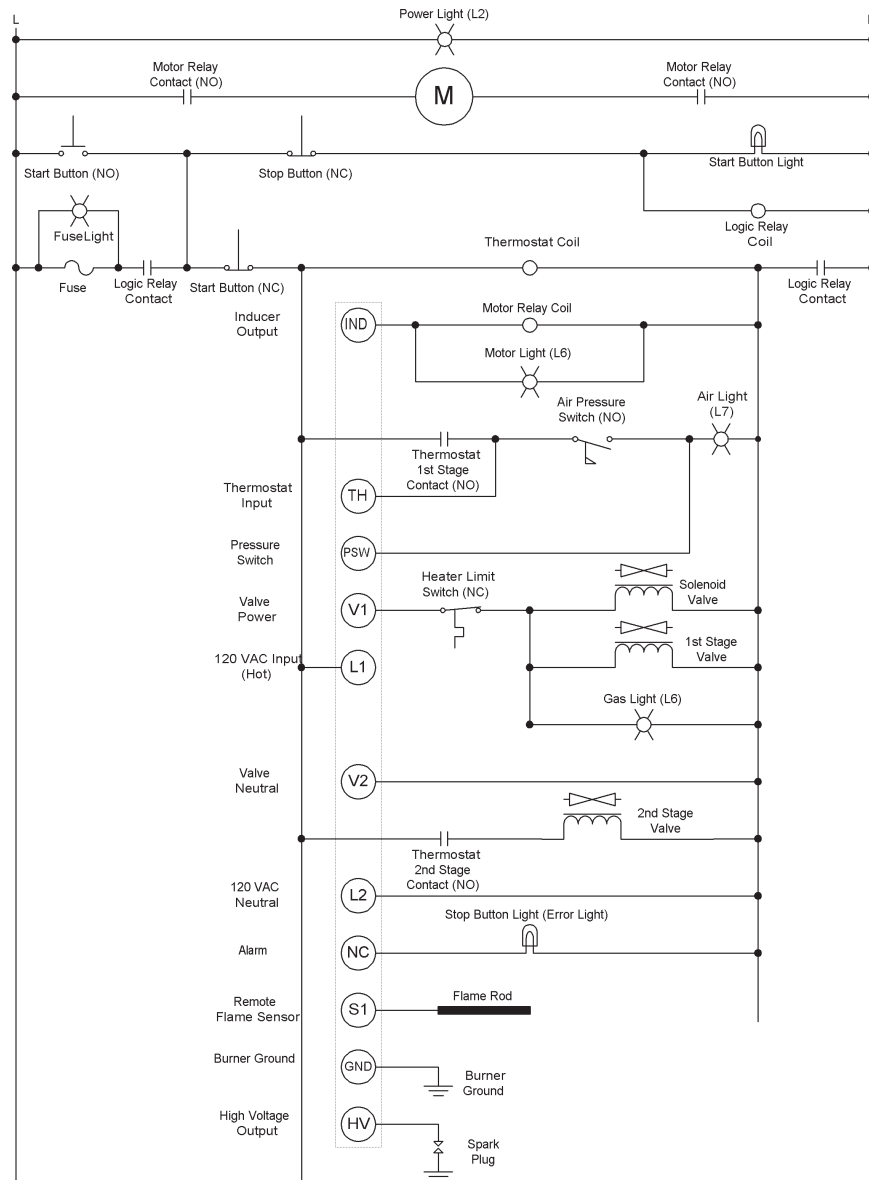 L
Power Light (L2)
Motor Relay
Contact (NO)
M
Motor Relay
Contact (NO)
Start Button (NO)
Stop Button (NC)
Start Button Light
FuseLight
Logic Relay
Coil
Thermostat Coil
Fuse
Logic Relay
Contact
Start Button (NC)
Logic Relay
Contact
Inducer
Output
IND
Motor Relay Coil
Motor Light (L6)
Air Pressure
Switch (NO)
Air Light
(L7)
Thermostat
1st Stage
Contact (NO)
Thermostat
Input
TH
Pressure
Switch
PSW
Heater Limit
Switch (NC)
Solenoid
Valve
Valve
Power
V1
1st Stage
Valve
120 VAC Input
(Hot)
L1
Gas Light (L6)
Valve
Neutral
V2
2nd Stage
Valve
Thermostat
2nd Stage
Contact (NO)
120 VAC
Neutral
L2
Stop Button Light (Error Light)
Alarm
NC
Remote
Flame Sensor
S1
Flame Rod
Burner Ground
GND
Burner
Ground
High Voltage
Output
HV
Spark
Plug